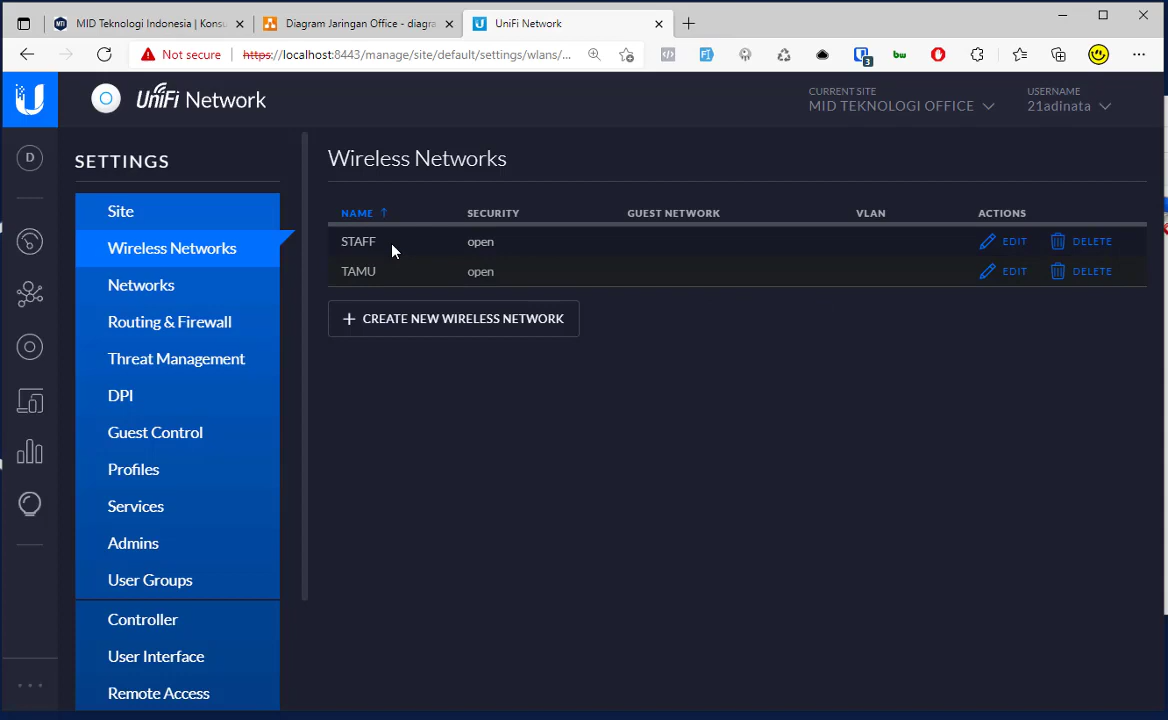 MID Teknologi Indonesia | Konsu
Diagram Jaringan Office - diagra
UniFi Network
Not secure
https://localhost:8443/manage/site/default/settings/wlans/...
3
bw
UniFi Network
CURRENT SITE
MID TEKNOLOGI OFFICE
USERNAME
21adinata
D
SETTINGS
Site
Wireless Networks
Networks
Routing & Firewall
Threat Management
DPI
Guest Control
Profiles
Services
Admins
User Groups
Controller
User Interface
Remote Access
Wireless Networks
NAME SECURITY GUEST NETWORK VLAN ACTIONS
STAFF open EDIT DELETE
TAMU open EDIT DELETE
+ CREATE NEW WIRELESS NETWORK